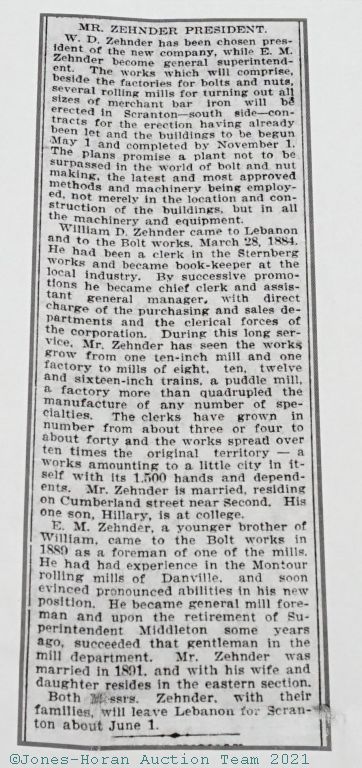 MR. ZEHNDER PRESIDENT.
W. D. Zehnder has been chosen pres-
ident of the new company, while E. M.
Zehnder become general superintend-
ent. The works which will comprise,
beside the factories for bolts and nuts,
several rolling mills for turning out all
sizes of merchant bar iron will be
erected in Scranton—south side—con-
tracts for the erection having already
been let and the buildings to be begun
May 1 and completed by November 1.
The plans promise a plant not to be
surpassed in the world of bolt and nut
making, the latest and most approved
methods and machinery being employ-
ed, not merely in the location and con-
struction of the buildings, but in all
the machinery and equipment.
William D. Zehnder came to Lebanon
and to the Bolt works, March 28, 1884.
He had been a clerk in the Sternberg
works and became book-keeper at the
local industry. By successive promo-
tions he became chief clerk and assis-
tant general manager, with direct
charge of the purchasing and sales de-
partments and the clerical forces of
the corporation. During this long ser-
vice, Mr. Zehnder has seen the works
grow from one ten-inch mill and one
factory to mills of eight, ten, twelve
and sixteen-inch trains, a puddle mill,
a factory more than quadrupled the
manufacture of any number of spe-
cialties. The clerks have grown in
number from about three or four to
about forty and the works spread over
ten times the original territory — a
works amounting to a little city in it-
self with its 1,500 hands and depend-
ents. Mr. Zehnder is married, residing
on Cumberland street near Second. His
one son, Hillary, is at college.
E. M. Zehnder, a younger brother of
William, came to the Bolt works in
1889 as a foreman of one of the mills.
He had had experience in the Montour
rolling mills of Danville, and soon
evinced pronounced abilities in his new
position. He became general mill fore-
man and upon the retirement of Su-
perintendent Middleton some years
ago, succeeded that gentleman in the
mill department. Mr. Zehnder was
married in 1891, and with his wife and
daughter resides in the eastern section.
Both Messrs. Zehnder, with their
families, will leave Lebanon for Scran-
ton about June 1.
©Jones-Horan Auction Team 2021